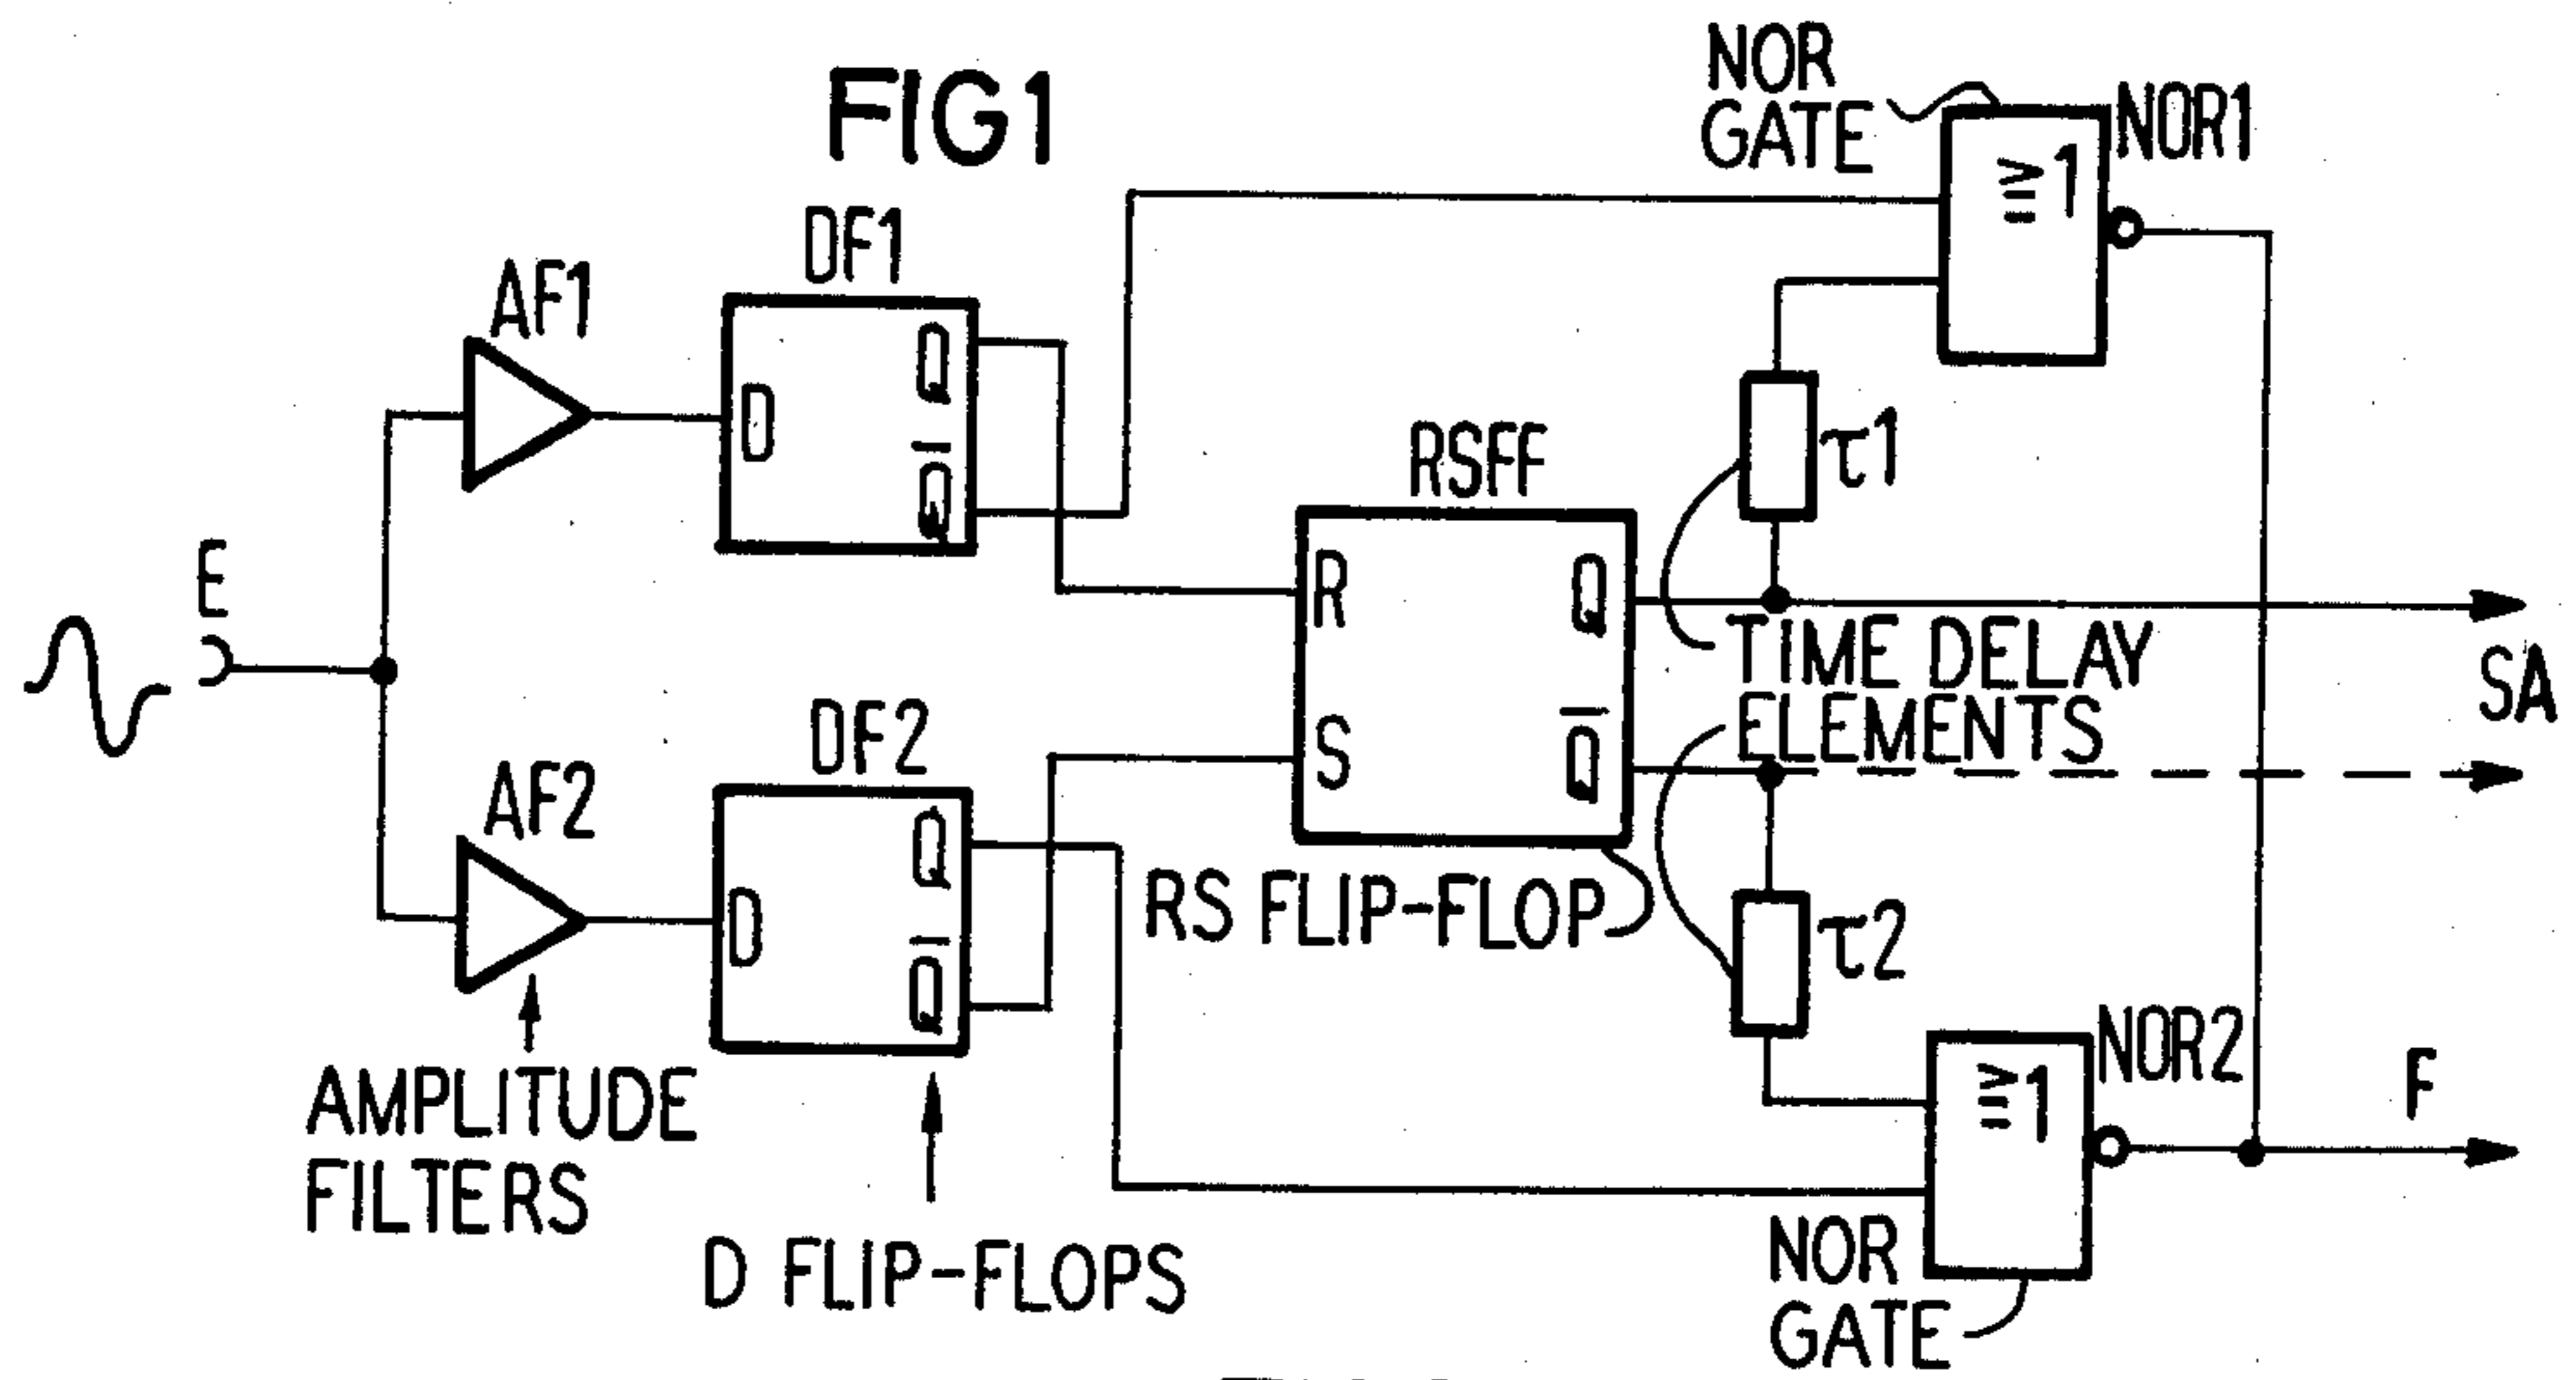 FIG1
NOR
GATE
NOR1
≥1
DF1
AF1
D
Q
Q̅
τ1
RSFF
E
R
Q
S
Q̅
TIME DELAY
ELEMENTS
SA
DF2
AF2
D
Q
Q̅
RS FLIP-FLOP
τ2
NOR2
≥1
F
AMPLITUDE
FILTERS
D FLIP-FLOPS
NOR
GATE